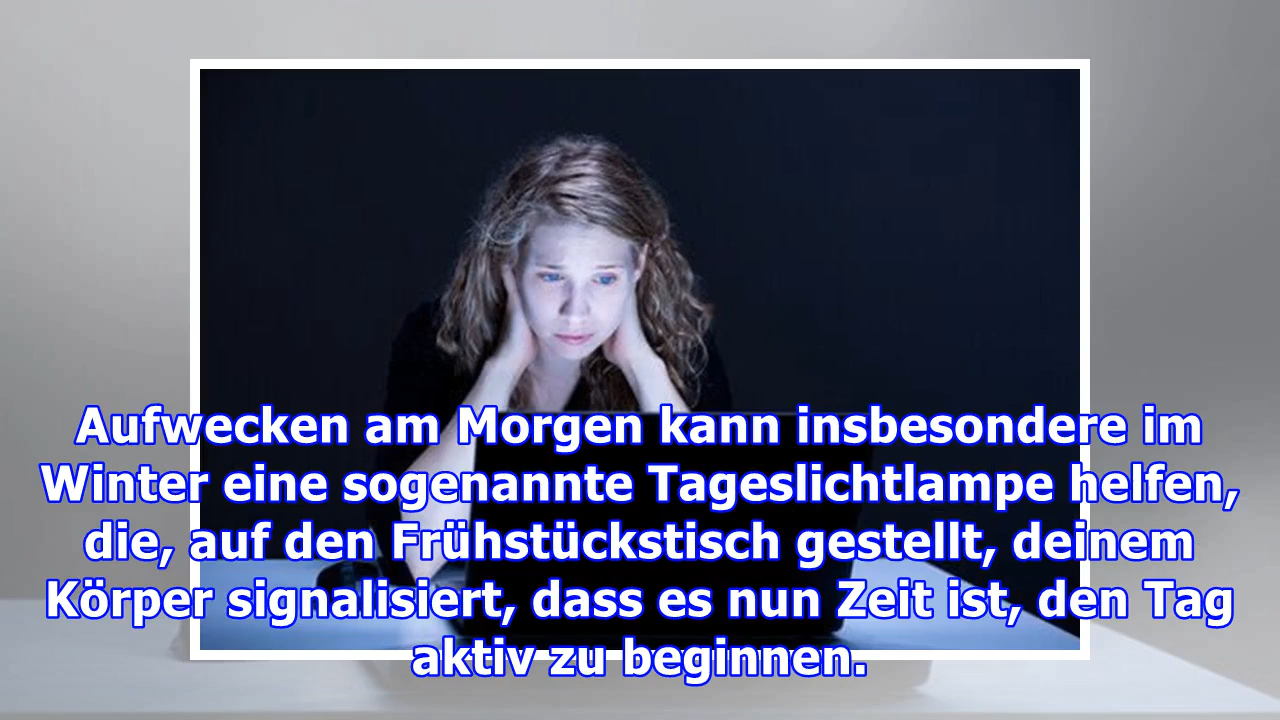 Aufwecken am Morgen kann insbesondere im
Winter eine sogenannte Tageslichtlampe helfen,
die, auf den Frühstückstisch gestellt, deinem
Körper signalisiert, dass es nun Zeit ist, den Tag
aktiv zu beginnen.